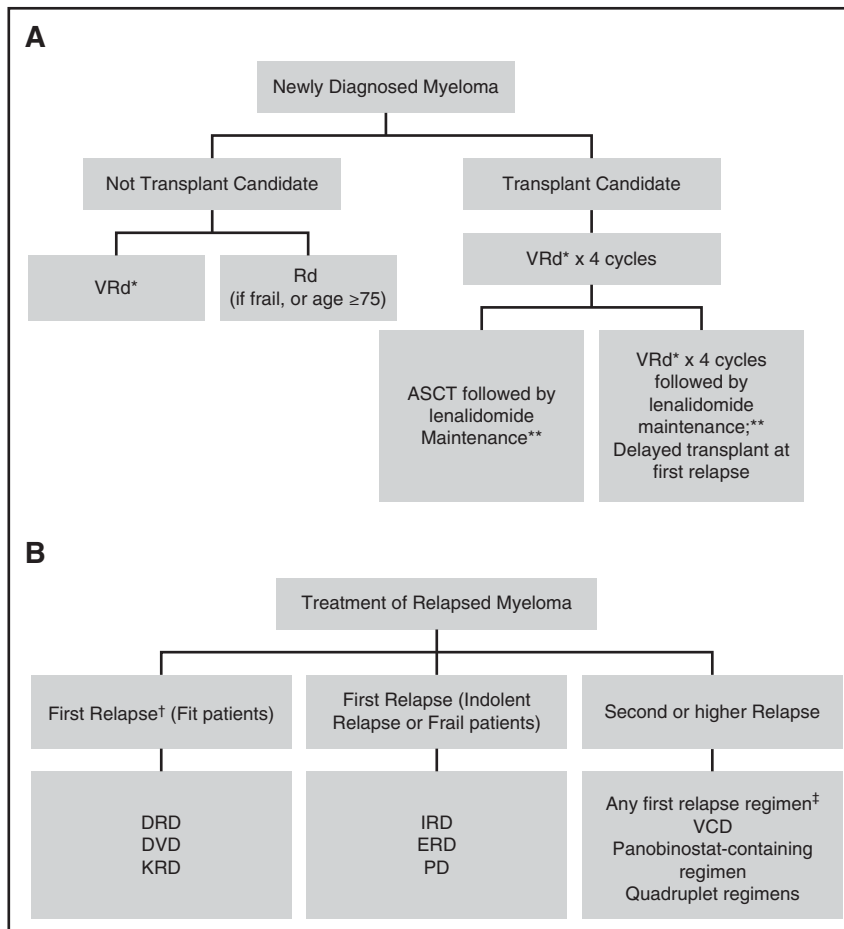 A
Newly Diagnosed Myeloma
Not Transplant Candidate
Transplant Candidate
VRd*
Rd
(if frail, or age ≥75)
VRd* x 4 cycles
ASCT followed by
lenalidomide
Maintenance**
VRd* x 4 cycles
followed by
lenalidomide
maintenance;**
Delayed transplant at
first relapse
B
Treatment of Relapsed Myeloma
First Relapse† (Fit patients)
First Relapse (Indolent
Relapse or Frail patients)
Second or higher Relapse
DRD
DVD
KRD
IRD
ERD
PD
Any first relapse regimen‡
VCD
Panobinostat-containing
regimen
Quadruplet regimens